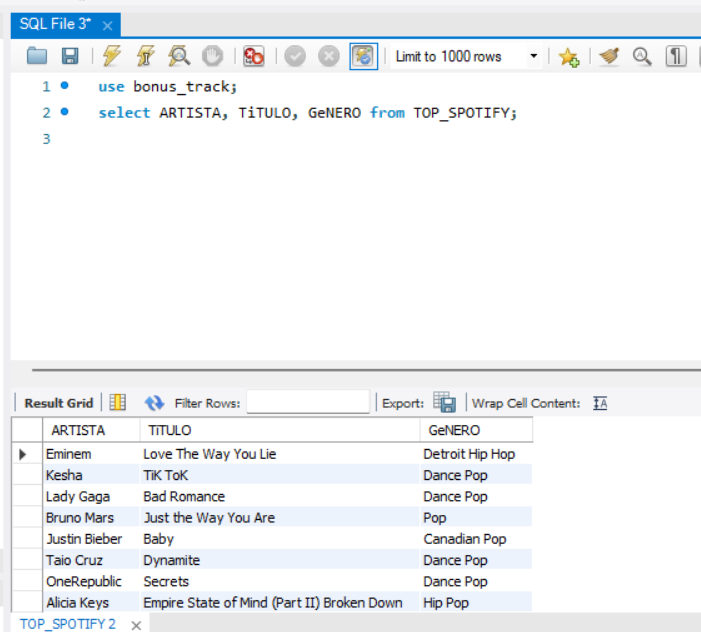 SQL File 3*
Limit to 1000 rows
1 use bonus_track;
2 select ARTISTA, TiTULO, GeNERO from TOP_SPOTIFY;
3
Result Grid Filter Rows: Export: Wrap Cell Content:
ARTISTA TiTULO GeNERO
Eminem Love The Way You Lie Detroit Hip Hop
Kesha TiK ToK Dance Pop
Lady Gaga Bad Romance Dance Pop
Bruno Mars Just the Way You Are Pop
Justin Bieber Baby Canadian Pop
Taio Cruz Dynamite Dance Pop
OneRepublic Secrets Dance Pop
Alicia Keys Empire State of Mind (Part II) Broken Down Hip Pop
TOP_SPOTIFY 2